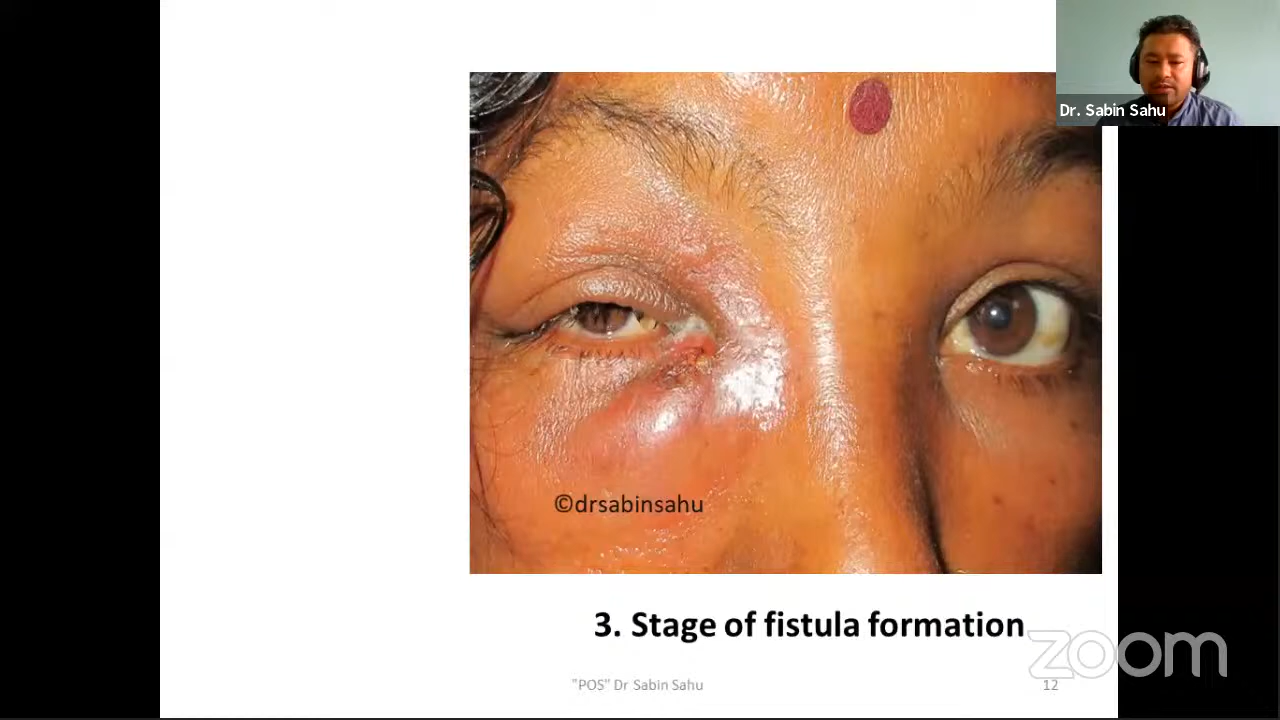 Dr. Sabin Sahu
©drsabinsahu
3. Stage of fistula formation
zoom
"POS" Dr Sabin Sahu
12